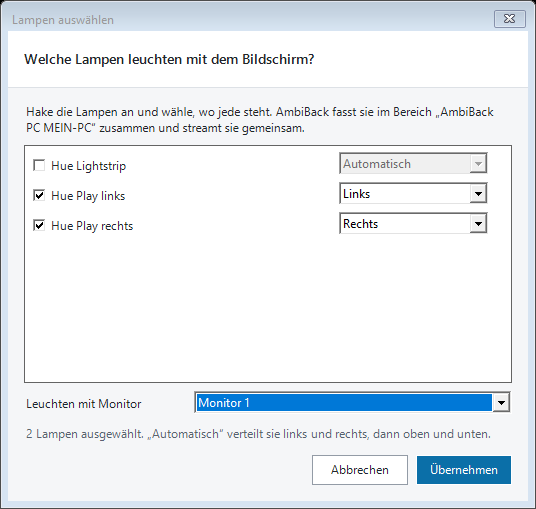 Lampen auswählen
Welche Lampen leuchten mit dem Bildschirm?
Hake die Lampen an und wähle, wo jede steht. AmbiBack fasst sie im Bereich „AmbiBack
PC MEIN-PC“ zusammen und streamt sie gemeinsam.
Hue Lightstrip Automatisch
Hue Play links Links
Hue Play rechts Rechts
Leuchten mit Monitor Monitor 1
2 Lampen ausgewählt. „Automatisch“ verteilt sie links und rechts, dann oben und unten.
Abbrechen Übernehmen